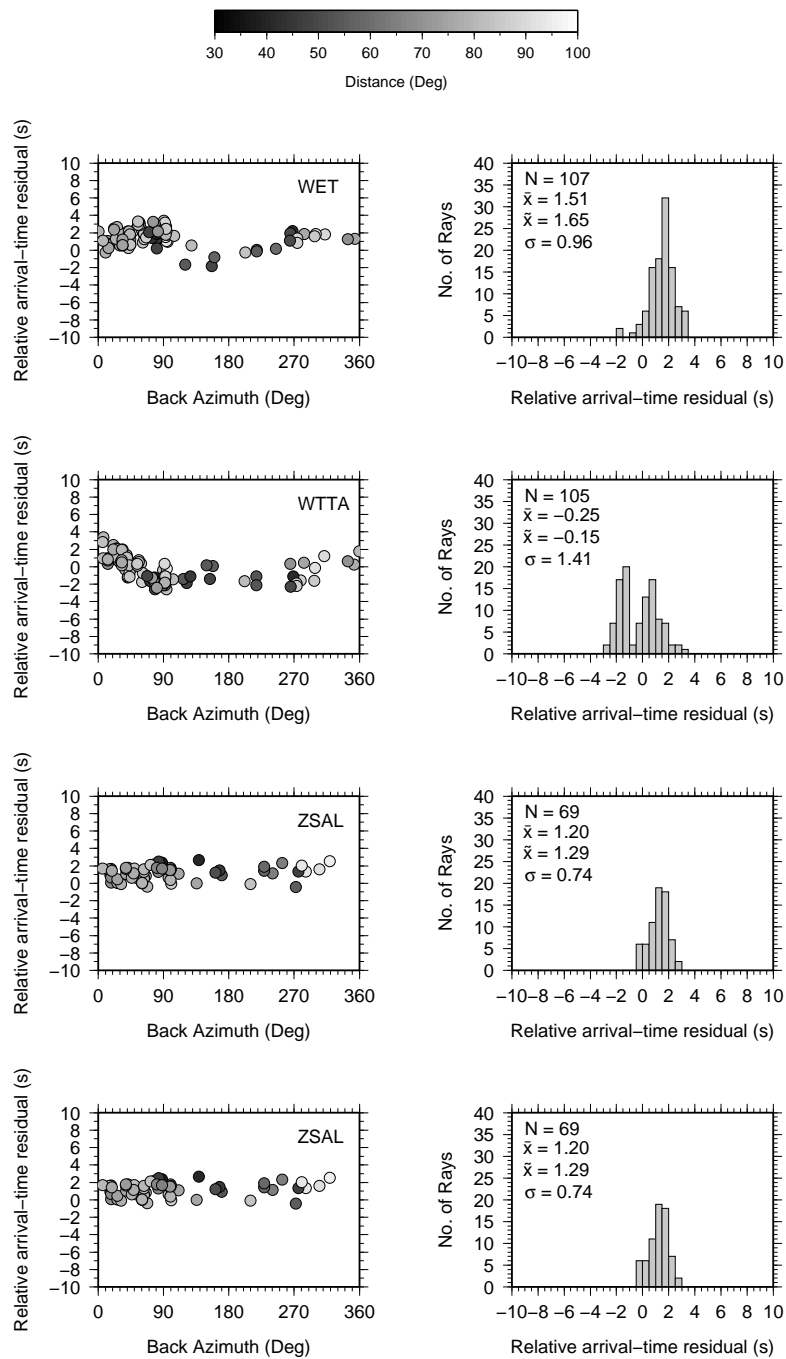 30 40 50 60 70 80 90 100
Distance (Deg)
Relative arrival−time residual (s)
10
8
6
4
2
0
−2
−4
−6
−8
−10
WET
0 90 180 270 360
Back Azimuth (Deg)
No. of Rays
40
35
30
25
20
15
10
5
0
N = 107
x̄ = 1.51
x̃ = 1.65
σ = 0.96
−10 −8 −6 −4 −2 0 2 4 6 8 10
Relative arrival−time residual (s)
Relative arrival−time residual (s)
10
8
6
4
2
0
−2
−4
−6
−8
−10
WTTA
0 90 180 270 360
Back Azimuth (Deg)
No. of Rays
40
35
30
25
20
15
10
5
0
N = 105
x̄ = −0.25
x̃ = −0.15
σ = 1.41
−10 −8 −6 −4 −2 0 2 4 6 8 10
Relative arrival−time residual (s)
Relative arrival−time residual (s)
10
8
6
4
2
0
−2
−4
−6
−8
−10
ZSAL
0 90 180 270 360
Back Azimuth (Deg)
No. of Rays
40
35
30
25
20
15
10
5
0
N = 69
x̄ = 1.20
x̃ = 1.29
σ = 0.74
−10 −8 −6 −4 −2 0 2 4 6 8 10
Relative arrival−time residual (s)
Relative arrival−time residual (s)
10
8
6
4
2
0
−2
−4
−6
−8
−10
ZSAL
0 90 180 270 360
Back Azimuth (Deg)
No. of Rays
40
35
30
25
20
15
10
5
0
N = 69
x̄ = 1.20
x̃ = 1.29
σ = 0.74
−10 −8 −6 −4 −2 0 2 4 6 8 10
Relative arrival−time residual (s)